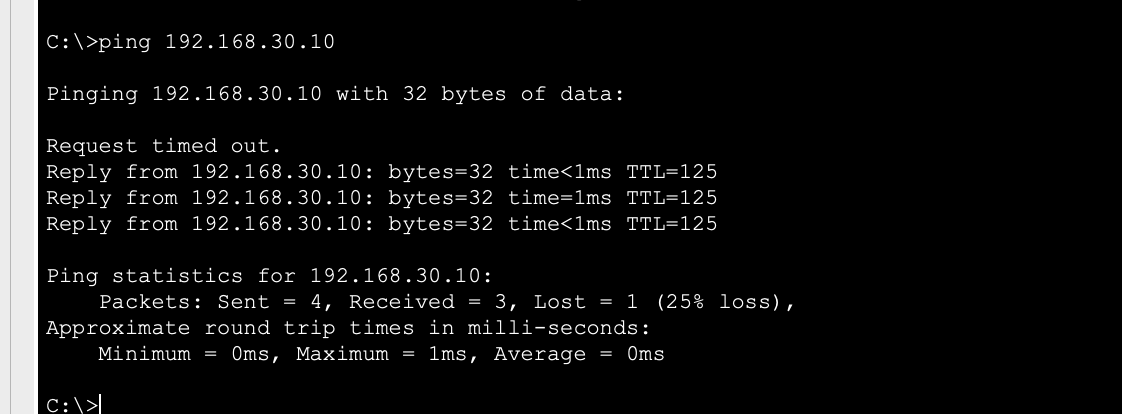 C:\>ping 192.168.30.10
Pinging 192.168.30.10 with 32 bytes of data:
Request timed out.
Reply from 192.168.30.10: bytes=32 time<1ms TTL=125
Reply from 192.168.30.10: bytes=32 time=1ms TTL=125
Reply from 192.168.30.10: bytes=32 time<1ms TTL=125
Ping statistics for 192.168.30.10:
    Packets: Sent = 4, Received = 3, Lost = 1 (25% loss),
Approximate round trip times in milli-seconds:
    Minimum = 0ms, Maximum = 1ms, Average = 0ms
C:\>